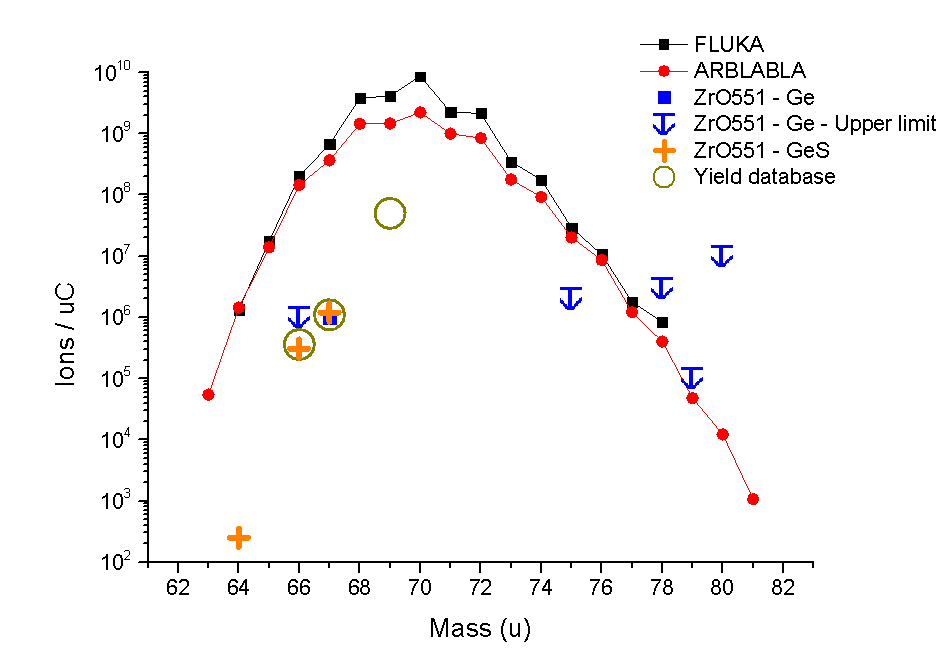 FLUKA
ARBLABLA
ZrO551 - Ge
ZrO551 - Ge - Upper limit
ZrO551 - GeS
Yield database
10^10
10^9
10^8
10^7
10^6
10^5
10^4
10^3
10^2
Ions / uC
62 64 66 68 70 72 74 76 78 80 82
Mass (u)